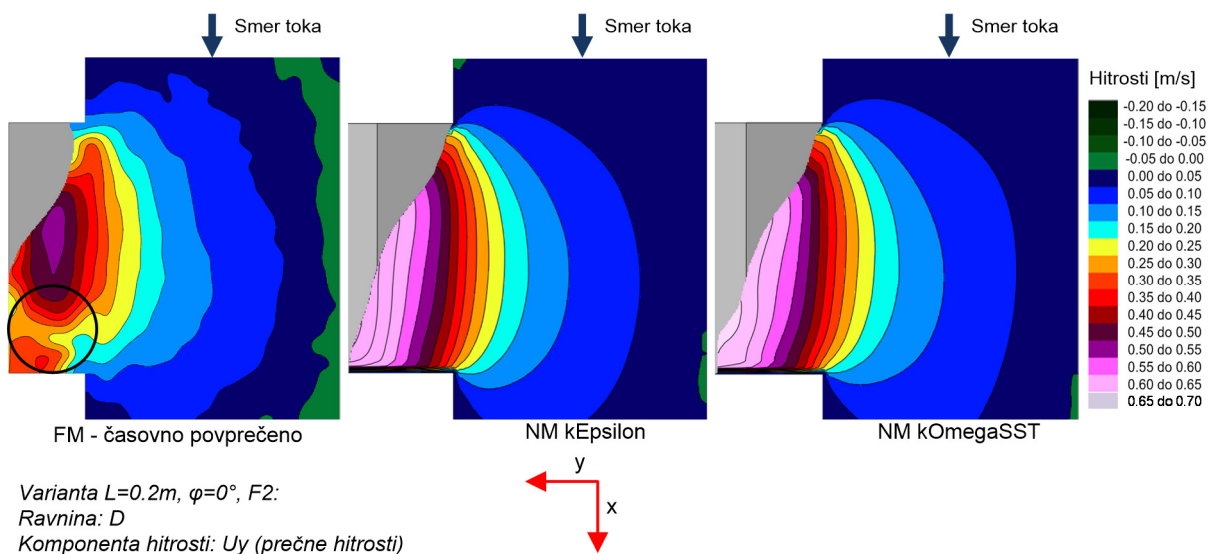 Smer toka
Smer toka
Smer toka
Hitrosti [m/s]
-0.20 do -0.15
-0.15 do -0.10
-0.10 do -0.05
-0.05 do 0.00
0.00 do 0.05
0.05 do 0.10
0.10 do 0.15
0.15 do 0.20
0.20 do 0.25
0.25 do 0.30
0.30 do 0.35
0.35 do 0.40
0.40 do 0.45
0.45 do 0.50
0.50 do 0.55
0.55 do 0.60
0.60 do 0.65
0.65 do 0.70
FM - časovno povprečeno
NM kEpsilon
NM kOmegaSST
y
x
Varianta L=0.2m, φ=0°, F2:
Ravnina: D
Komponenta hitrosti: Uy (prečne hitrosti)